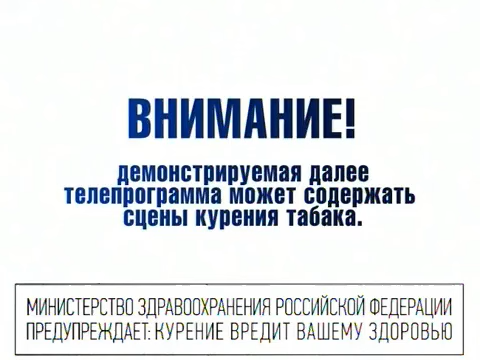 ВНИМАНИЕ!
демонстрируемая далее
телепрограмма может содержать
сцены курения табака.
МИНИСТЕРСТВО ЗДРАВООХРАНЕНИЯ РОССИЙСКОЙ ФЕДЕРАЦИИ
ПРЕДУПРЕЖДАЕТ: КУРЕНИЕ ВРЕДИТ ВАШЕМУ ЗДОРОВЬЮ